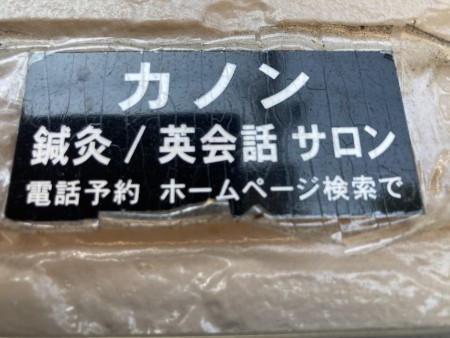 カノン
鍼灸/英会話 サロン
電話予約 ホームページ検索で